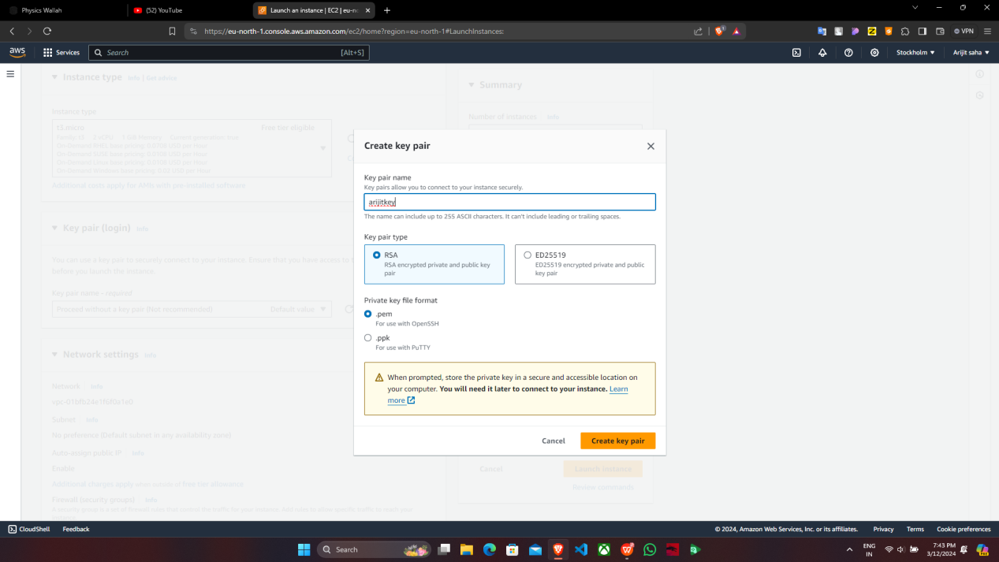 Physics Wallah
(52) YouTube
Launch an instance | EC2 | eu-no
https://eu-north-1.console.aws.amazon.com/ec2/home?region=eu-north-1#LaunchInstances:
VPN
aws
Services
Search
[Alt+S]
Stockholm
Arijit saha
Instance type Info | Get advice
Instance type
t3.micro
Free tier eligible
Family: t3 2 vCPU 1 GiB Memory Current generation: true
On-Demand RHEL base pricing: 0.0708 USD per Hour
On-Demand SUSE base pricing: 0.0108 USD per Hour
On-Demand Linux base pricing: 0.0108 USD per Hour
On-Demand Windows base pricing: 0.02 USD per Hour
Additional costs apply for AMIs with pre-installed software
Key pair (login) Info
You can use a key pair to securely connect to your instance. Ensure that you have access to
before you launch the instance.
Key pair name - required
Proceed without a key pair (Not recommended)
Default value
Network settings Info
Network Info
Subnet Info
No preference (Default subnet in any availability zone)
Auto-assign public IP Info
Enable
Additional charges apply when outside of free tier allowance
Firewall (security groups) Info
A security group is a set of firewall rules that control the traffic for your instance. Add rules to allow specific traffic to reach your
instance.
Summary
Number of instances Info
Create key pair
Key pair name
Key pairs allow you to connect to your instance securely.
arijitkey
The name can include up to 255 ASCII characters. It can't include leading or trailing spaces.
Key pair type
RSA
RSA encrypted private and public key
pair
ED25519
ED25519 encrypted private and public
key pair
Private key file format
.pem
For use with OpenSSH
.ppk
For use with PuTTY
When prompted, store the private key in a secure and accessible location on
your computer. You will need it later to connect to your instance. Learn
more
Cancel
Create key pair
Cancel
Launch instance
Review commands
CloudShell
Feedback
© 2024, Amazon Web Services, Inc. or its affiliates.
Privacy
Terms
Cookie preferences
Search
ENG
IN
7:43 PM
3/12/2024